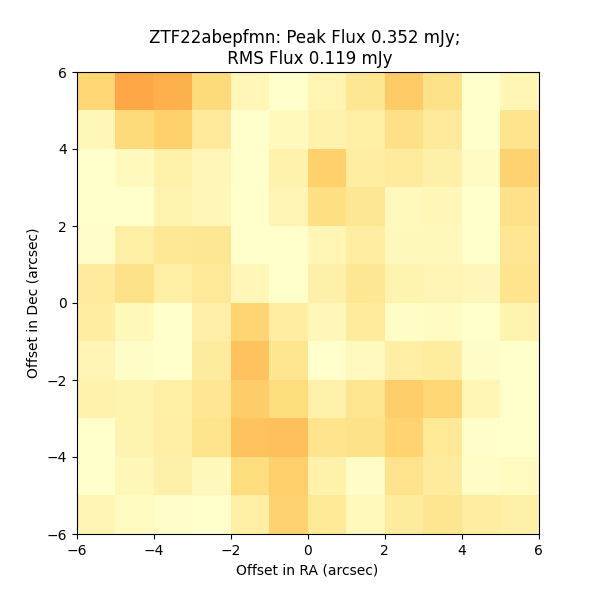 ZTF22abepfmn: Peak Flux 0.352 mJy;
RMS Flux 0.119 mJy
6
4
2
0
−2
−4
−6
Offset in Dec (arcsec)
−6 −4 −2 0 2 4 6
Offset in RA (arcsec)